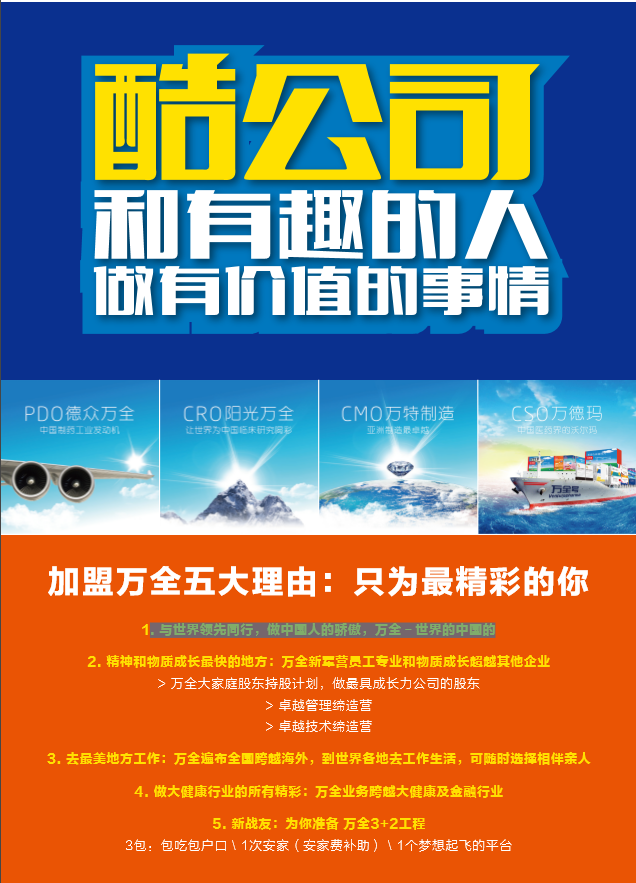 酷公司
和有趣的人
做有价值的事情
PDO德众万全
中国制药工业发动机
CRO阳光万全
让世界为中国临床研究喝彩
CMO万特制造
亚洲制造最卓越
CSO万德玛
中国医药界的沃尔玛
万全号
加盟万全五大理由：只为最精彩的你
1. 与世界领先同行，做中国人的骄傲，万全－世界的中国的
2. 精神和物质成长最快的地方：万全新军营员工专业和物质成长超越其他企业
> 万全大家庭股东持股计划，做最具成长力公司的股东
> 卓越管理缔造营
> 卓越技术缔造营
3. 去最美地方工作：万全遍布全国跨越海外，到世界各地去工作生活，可随时选择相伴亲人
4. 做大健康行业的所有精彩：万全业务跨越大健康及金融行业
5. 新战友：为你准备 万全3+2工程
3包：包吃包户口 \ 1次安家（安家费补助） \ 1个梦想起飞的平台